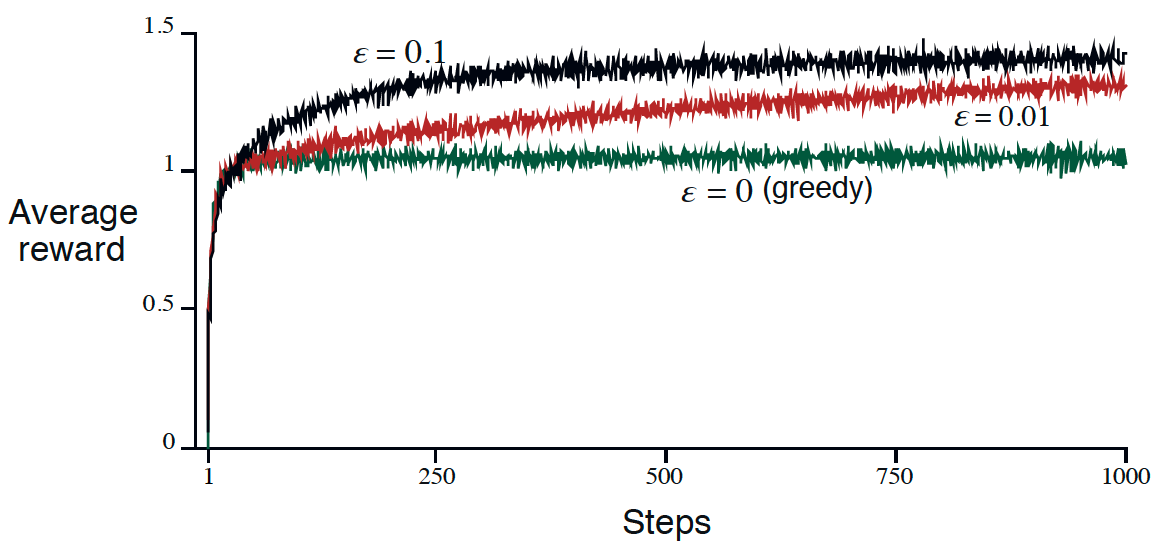 1.5
ε = 0.1
ε = 0.01
1
ε = 0 (greedy)
Average
reward
0.5
0
1
250
500
750
1000
Steps